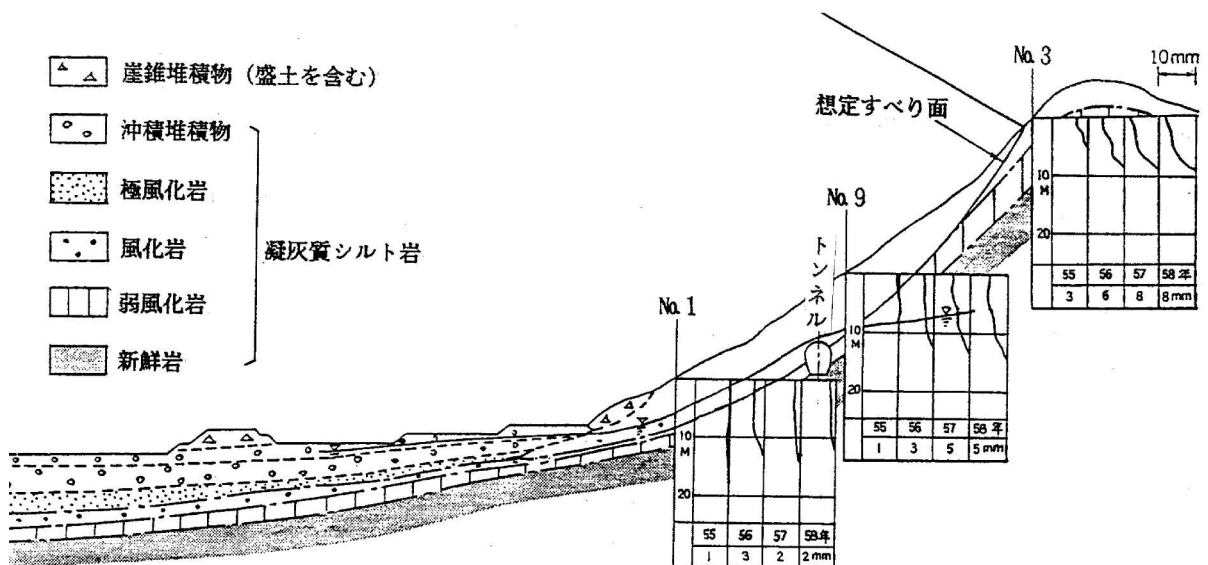 崖錐堆積物（盛土を含む）
沖積堆積物
極風化岩
風化岩
弱風化岩
新鮮岩
凝灰質シルト岩
想定すべり面
トンネル
No. 3
10mm
10
M
20
55 56 57 58年
3 6 8 8mm
No. 9
10
M
20
55 56 57 58年
1 3 5 5mm
No. 1
10
M
20
55 56 57 58年
1 3 2 2mm